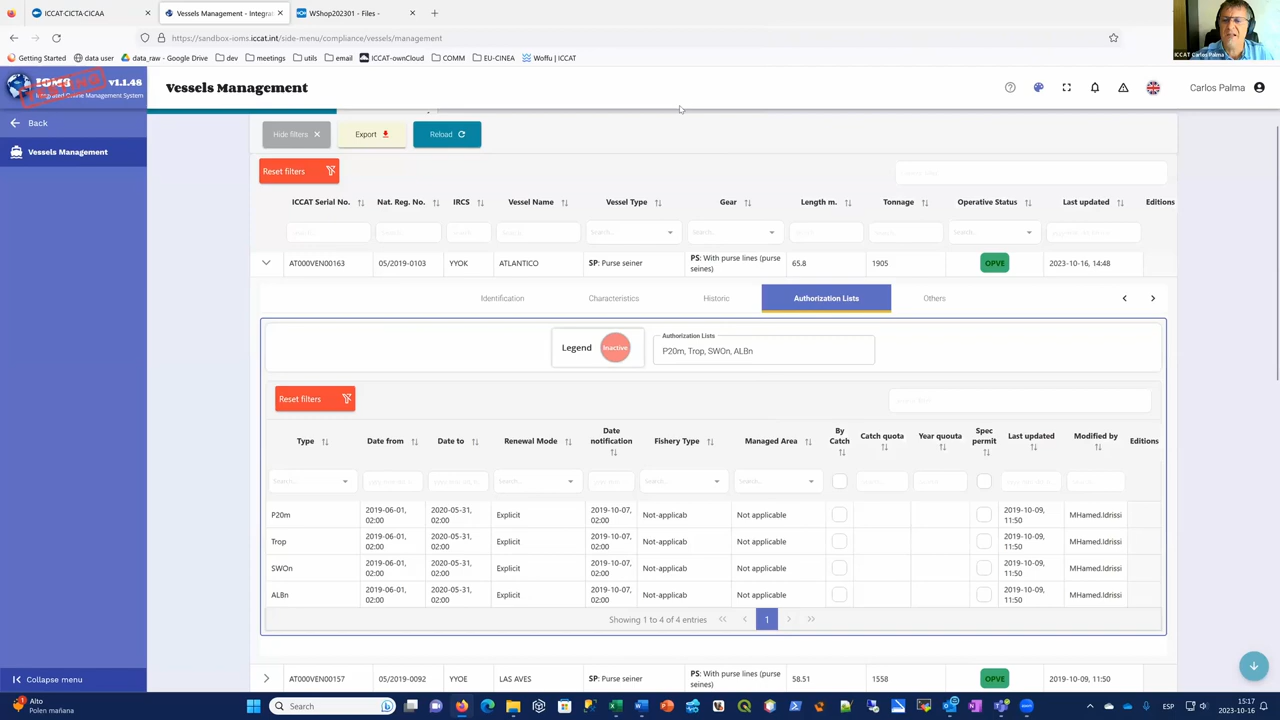 ICCAT-CICTA-CICAA
Vessels Management - Integrat
WShop202301 - Files -
https://sandbox-ioms.iccat.int/side-menu/compliance/vessels/management
Getting Started
data user
data_raw - Google Drive
dev
meetings
utils
email
ICCAT-ownCloud
COMM
EU-CINEA
Woffu | ICCAT
ICCAT Carlos Palma
IOMS v1.1.48
Integrated Online Management System
Vessels Management
Carlos Palma
Back
Vessels Management
Hide filters
Export
Reload
Reset filters
ICCAT Serial No. Nat. Reg. No. IRCS Vessel Name Vessel Type Gear Length m. Tonnage Operative Status Last updated Editions
Search... Search... Search...
AT000VEN00163 05/2019-0103 YYOK ATLANTICO SP: Purse seiner PS: With purse lines (purse seines) 65.8 1905 OPVE 2023-10-16, 14:48
Identification Characteristics Historic Authorization Lists Others
Legend Inactive
Authorization Lists
P20m, Trop, SWOn, ALBn
Reset filters
Type Date from Date to Renewal Mode Date notification Fishery Type Managed Area By Catch Catch quota Year quouta Spec permit Last updated Modified by Editions
Search... Search... Search... Search...
P20m 2019-06-01, 02:00 2020-05-31, 02:00 Explicit 2019-10-07, 02:00 Not-applicab Not applicable 2019-10-09, 11:50 MHamed.Idrissi
Trop 2019-06-01, 02:00 2020-05-31, 02:00 Explicit 2019-10-07, 02:00 Not-applicab Not applicable 2019-10-09, 11:50 MHamed.Idrissi
SWOn 2019-06-01, 02:00 2020-05-31, 02:00 Explicit 2019-10-07, 02:00 Not-applicab Not applicable 2019-10-09, 11:50 MHamed.Idrissi
ALBn 2019-06-01, 02:00 2020-05-31, 02:00 Explicit 2019-10-07, 02:00 Not-applicab Not applicable 2019-10-09, 11:50 MHamed.Idrissi
Showing 1 to 4 of 4 entries 1
AT000VEN00157 05/2019-0092 YYOE LAS AVES SP: Purse seiner PS: With purse lines (purse seines) 58.51 1558 OPVE 2019-10-09, 11:50
Collapse menu
Alto
Polen mañana
Search
ESP
15:17
2023-10-16